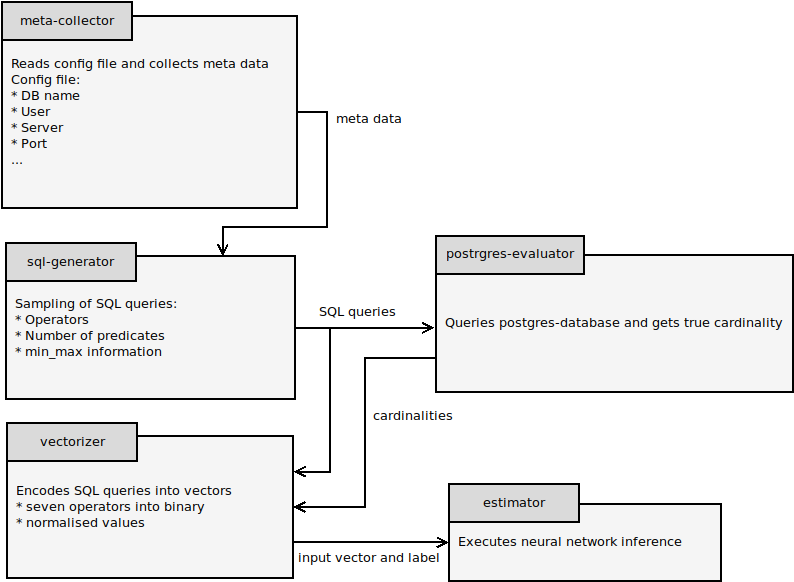 meta-collector
Reads config file and collects meta data
Config file:
* DB name
* User
* Server
* Port
...
meta data
sql-generator
Sampling of SQL queries:
* Operators
* Number of predicates
* min_max information
SQL queries
postrgres-evaluator
Queries postgres-database and gets true cardinality
cardinalities
vectorizer
Encodes SQL queries into vectors
* seven operators into binary
* normalised values
input vector and label
estimator
Executes neural network inference